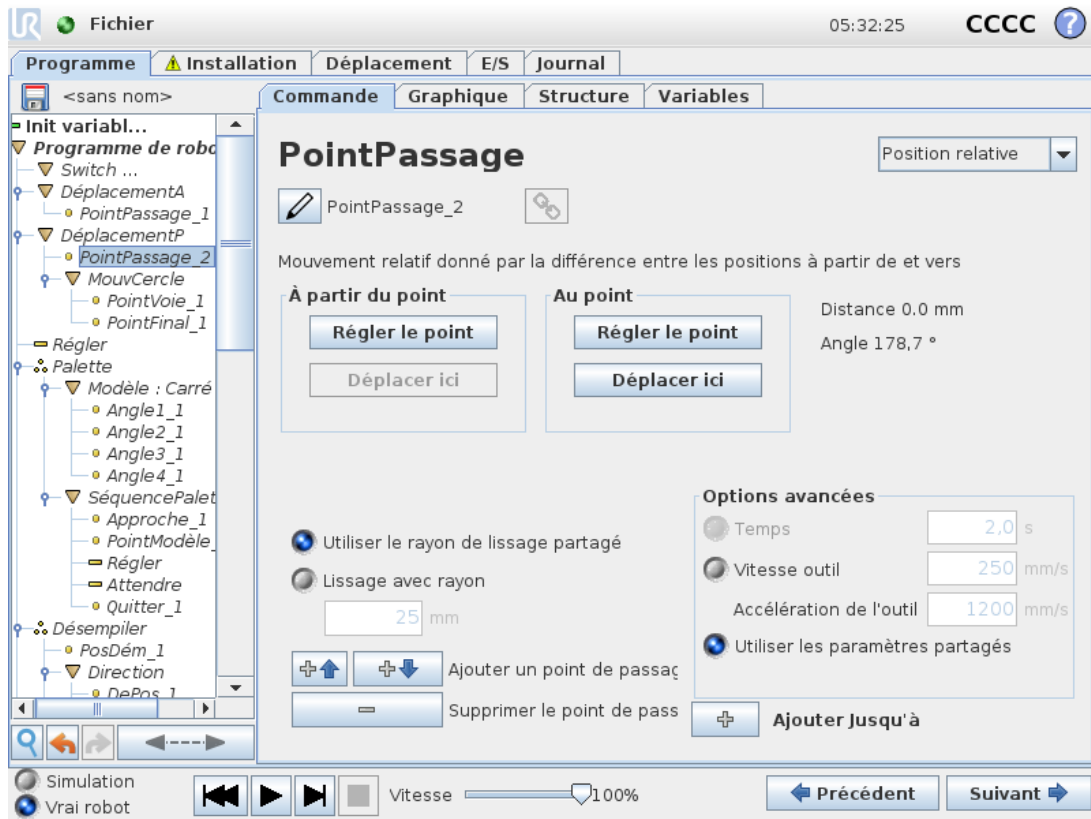 UR Fichier 05:32:25 CCCC ?
Programme Installation Déplacement E/S Journal
<sans nom>
Commande Graphique Structure Variables
Init variabl...
Programme de robo
Switch ...
DéplacementA
PointPassage_1
DéplacementP
PointPassage_2
MouvCercle
PointVoie_1
PointFinal_1
Régler
Palette
Modèle : Carré
Angle1_1
Angle2_1
Angle3_1
Angle4_1
SéquencePalet
Approche_1
PointModèle_
Régler
Attendre
Quitter_1
Désempiler
PosDém_1
Direction
DePos_1
PointPassage
Position relative
PointPassage_2
Mouvement relatif donné par la différence entre les positions à partir de et vers
À partir du point
Régler le point
Déplacer ici
Au point
Régler le point
Déplacer ici
Distance 0.0 mm
Angle 178,7 °
Utiliser le rayon de lissage partagé
Lissage avec rayon
25 mm
Ajouter un point de passag
Supprimer le point de pass
Options avancées
Temps 2,0 s
Vitesse outil 250 mm/s
Accélération de l'outil 1200 mm/s
Utiliser les paramètres partagés
Ajouter Jusqu'à
Simulation
Vrai robot
Vitesse 100%
Précédent
Suivant